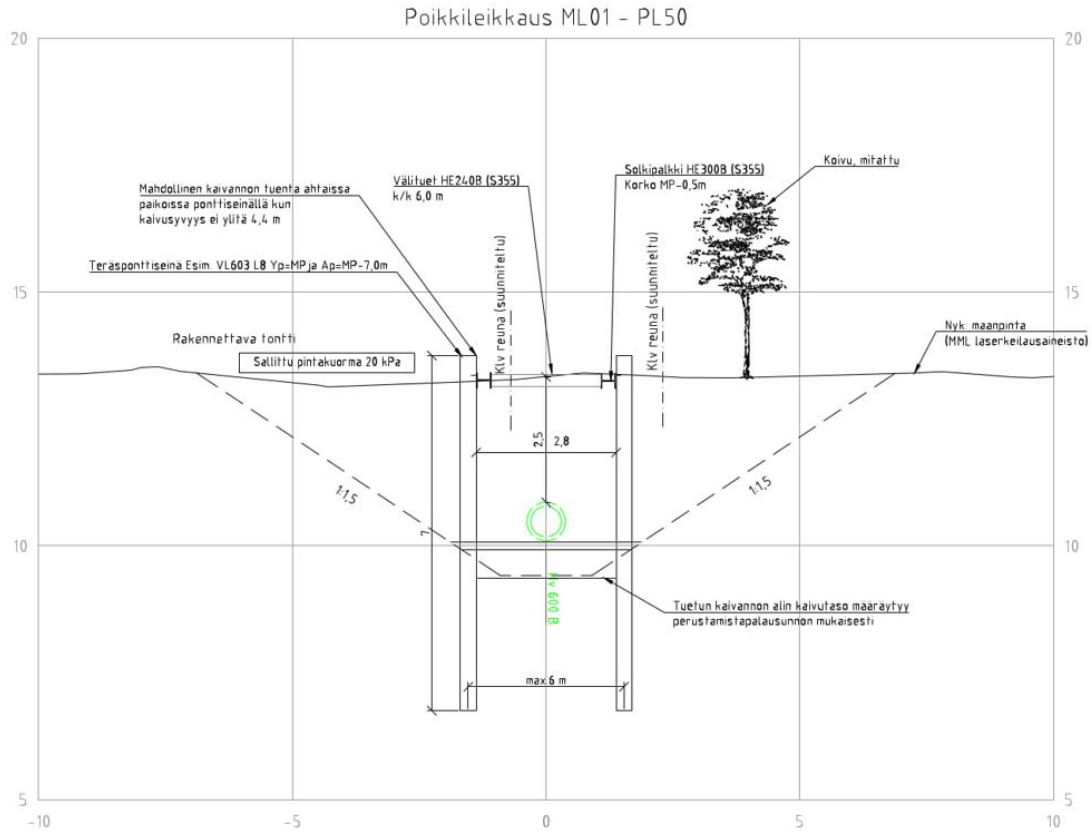 Poikkileikkaus ML01 - PL50
20
20
Koivu, mitattu
Solkipalkki HE300B (S355)
Korko MP-0,5m
Välituet HE240B (S355)
k/k 6,0 m
Mahdollinen kaivannon tuenta ahtaissa
paikoissa ponttiseinällä kun
kaivusyvyys ei ylitä 4,4 m
Teräsponttiseinä Esim. VL603 L8 Yp=MP ja Ap=MP-7,0m
Klv reuna (suunniteltu)
Klv reuna (suunniteltu)
15
15
Nyk. maanpinta
(MML laserkeilausaineisto)
Rakennettava tontti
Sallittu pintakuorma 20 kPa
2,5
2,8
1:1,5
1:1,5
7
10
10
Hv 600 B
Tuetun kaivannon alin kaivutaso määräytyy
perustamistapalausunnon mukaisesti
max 6 m
5
5
-10
-5
0
5
10